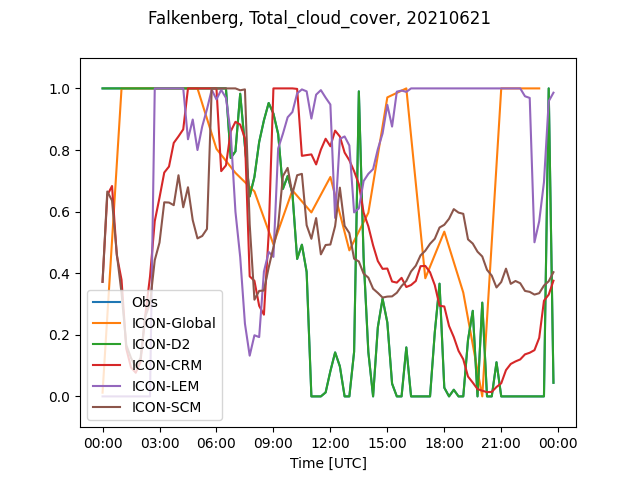 Falkenberg, Total_cloud_cover, 20210621
1.0
0.8
0.6
0.4
0.2
0.0
Obs
ICON-Global
ICON-D2
ICON-CRM
ICON-LEM
ICON-SCM
00:00 03:00 06:00 09:00 12:00 15:00 18:00 21:00 00:00
Time [UTC]